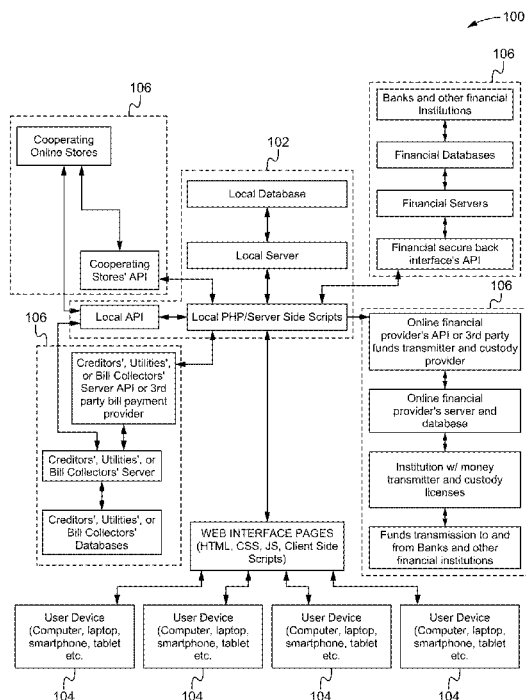 100
106
Cooperating
Online Stores
Cooperating
Stores' API
102
Local Database
Local Server
Local API
Local PHP/Server Side Scripts
106
Banks and other financial
Institutions
Financial Databases
Financial Servers
Financial secure back
interface's API
106
Creditors', Utilities',
or Bill Collectors'
Server API or 3rd
party bill payment
provider
Creditors', Utilities', or
Bill Collectors' Server
Creditors', Utilities', or
Bill Collectors'
Databases
106
Online financial
provider's API or 3rd party
funds transmitter and custody
provider
Online financial
provider's server and
database
Institution w/ money
transmitter and custody
licenses
Funds transmission to and
from Banks and other
financial institutions
WEB INTERFACE PAGES
(HTML, CSS, JS, Client Side
Scripts)
User Device
(Computer, laptop,
smartphone, tablet
etc.
User Device
(Computer, laptop,
smartphone, tablet
etc.
User Device
(Computer, laptop,
smartphone, tablet
etc.
User Device
(Computer, laptop,
smartphone, tablet
etc.
104
104
104
104